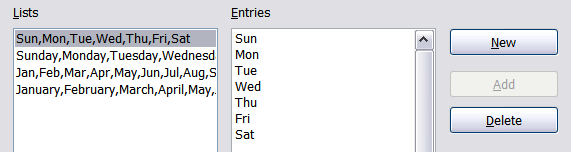 Lists
Entries
Sun,Mon,Tue,Wed,Thu,Fri,Sat
Sunday,Monday,Tuesday,Wednesd
Jan,Feb,Mar,Apr,May,Jun,Jul,Aug,S
January,February,March,April,May,.
Sun
Mon
Tue
Wed
Thu
Fri
Sat
New
Add
Delete